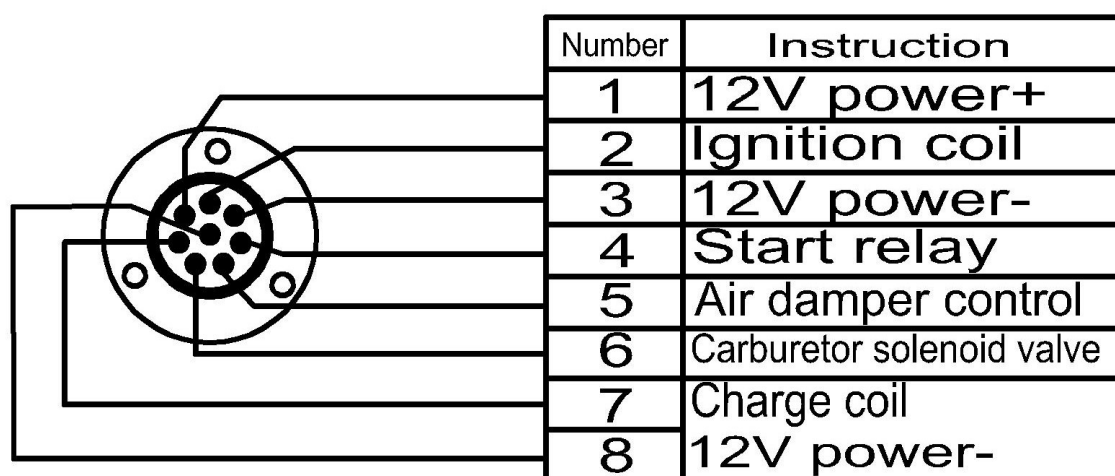 Number Instruction
1 12V power+
2 Ignition coil
3 12V power-
4 Start relay
5 Air damper control
6 Carburetor solenoid valve
7 Charge coil
8 12V power-